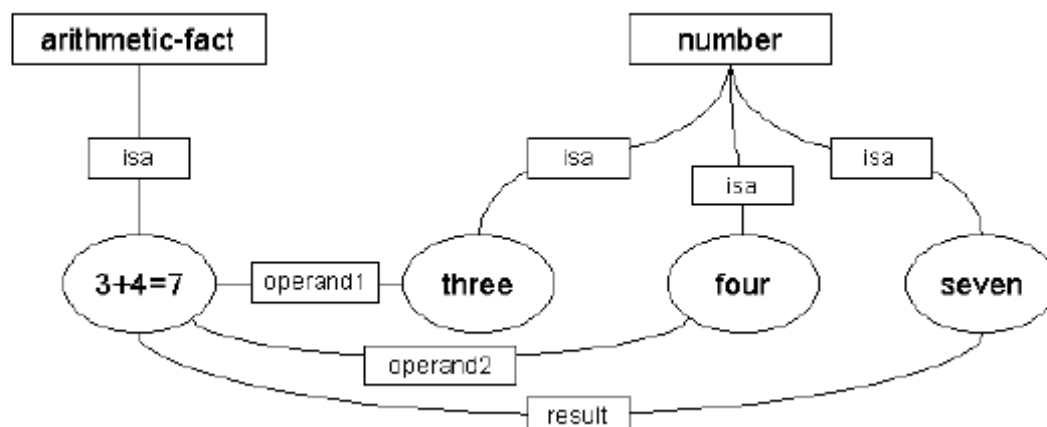 arithmetic-fact
number
isa
isa
isa
isa
3+4=7
operand1
three
four
seven
operand2
result